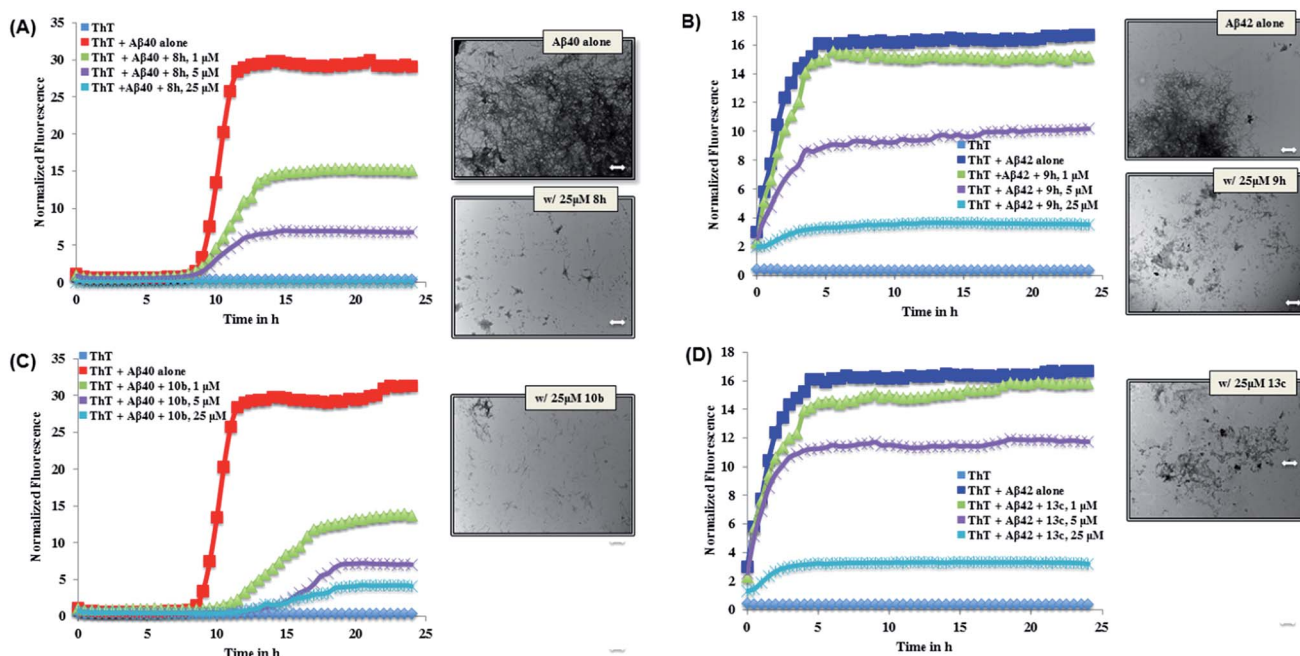 (A)
35
30
25
20
15
10
5
0
Normalized Fluorescence
0 5 10 15 20 25
Time in h
ThT
ThT + Aβ40 alone
ThT + Aβ40 + 8h, 1 μM
ThT + Aβ40 + 8h, 5 μM
ThT +Aβ40 + 8h, 25 μM
Aβ40 alone
w/ 25μM 8h
B)
18
16
14
12
10
8
6
4
2
0
Normalized Fluorescence
0 5 10 15 20 25
Time in h
ThT
ThT + Aβ42 alone
ThT +Aβ42 + 9h, 1 μM
ThT + Aβ42 + 9h, 5 μM
ThT + Aβ42 + 9h, 25 μM
Aβ42 alone
w/ 25μM 9h
(C)
35
30
25
20
15
10
5
0
Normalized Fluorescence
0 5 10 15 20 25
Time in h
ThT
ThT + Aβ40 alone
ThT + Aβ40 + 10b, 1 μM
ThT + Aβ40 + 10b, 5 μM
ThT + Aβ40 + 10b, 25 μM
w/ 25μM 10b
(D)
18
16
14
12
10
8
6
4
2
0
Normalized Fluorescence
0 5 10 15 20 25
Time in h
ThT
ThT + Aβ42 alone
ThT + Aβ42 + 13c, 1 μM
ThT + Aβ42 + 13c, 5 μM
ThT + Aβ42 + 13c, 25 μM
w/ 25μM 13c